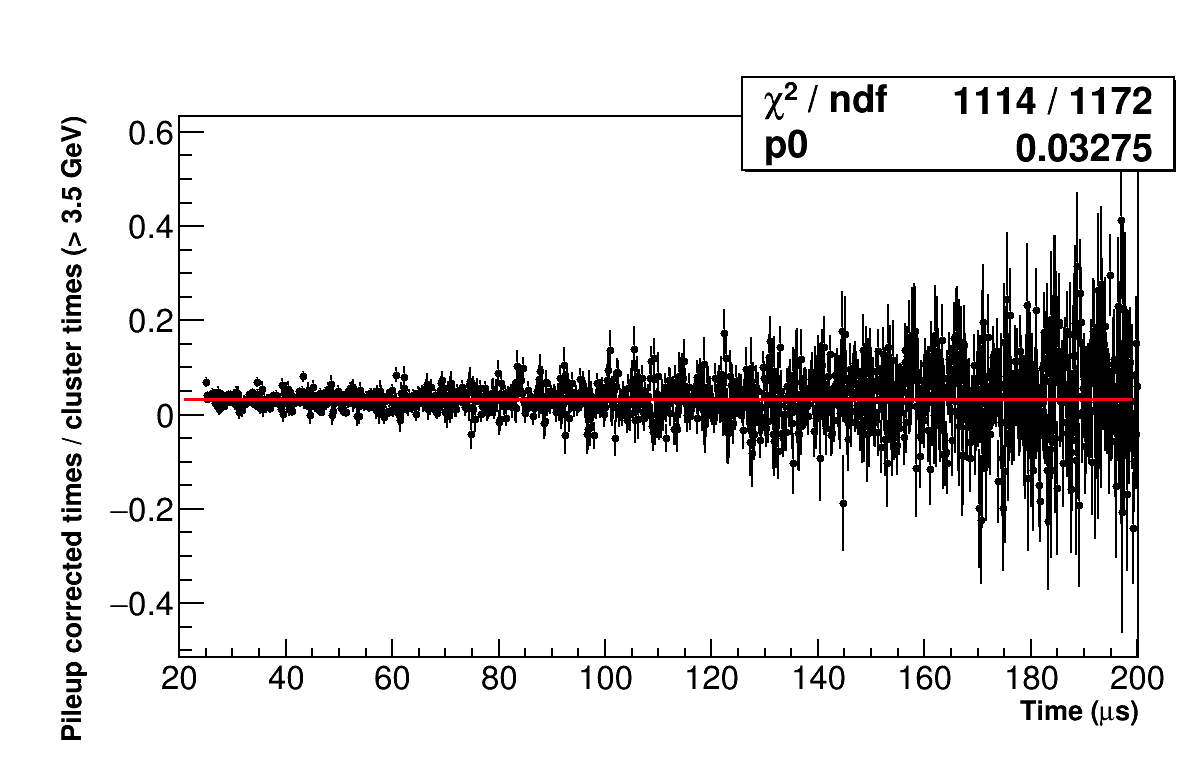 χ² / ndf 1114 / 1172
p0 0.03275
Pileup corrected times / cluster times (> 3.5 GeV)
0.6
0.4
0.2
0
−0.2
−0.4
20 40 60 80 100 120 140 160 180 200
Time (μs)